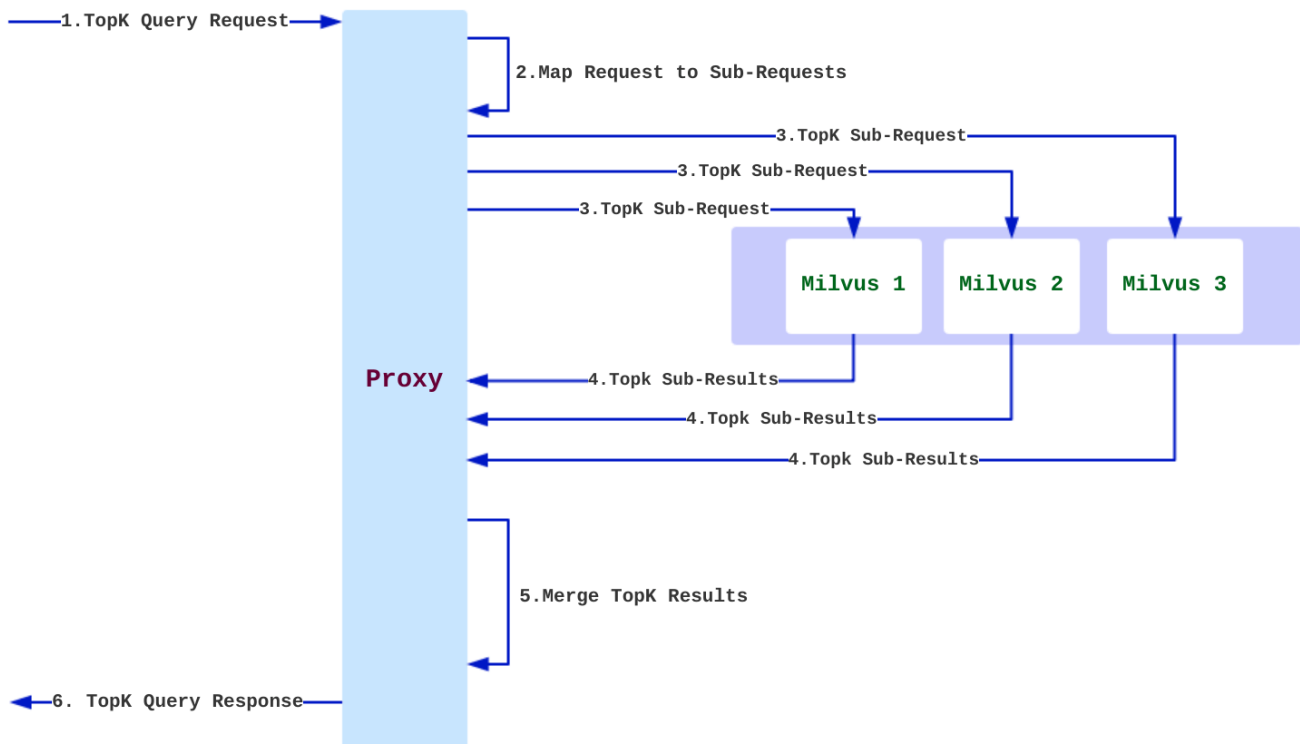 1.TopK Query Request
2.Map Request to Sub-Requests
3.TopK Sub-Request
3.TopK Sub-Request
3.TopK Sub-Request
Milvus 1
Milvus 2
Milvus 3
Proxy
4.Topk Sub-Results
4.Topk Sub-Results
4.Topk Sub-Results
5.Merge TopK Results
6. TopK Query Response